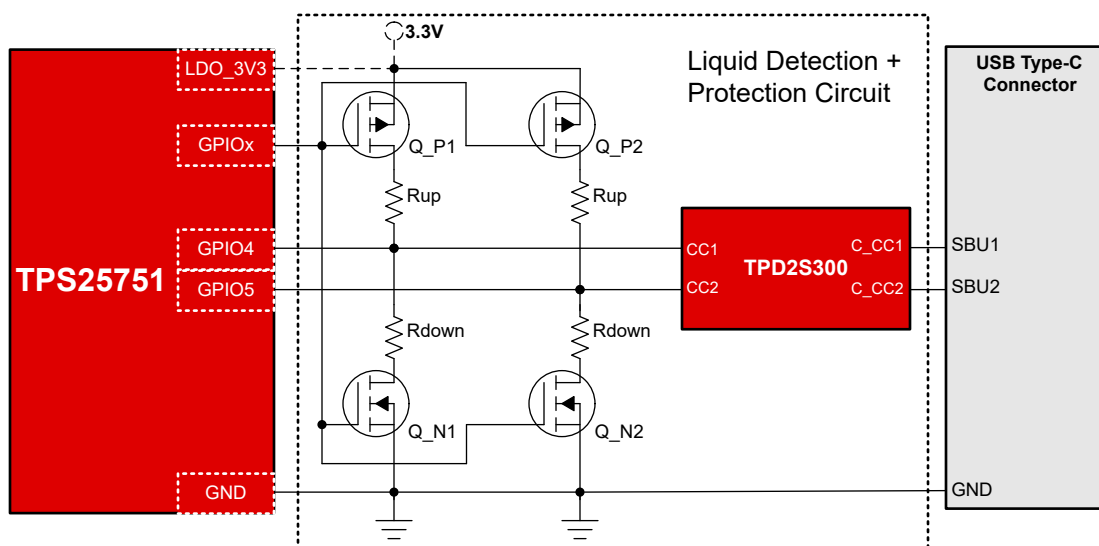 3.3V
LDO_3V3
Liquid Detection +
Protection Circuit
USB Type-C
Connector
GPIOx
Q_P1
Q_P2
Rup
Rup
GPIO4
CC1
C_CC1
SBU1
TPS25751
TPD2S300
GPIO5
CC2
C_CC2
SBU2
Rdown
Rdown
Q_N1
Q_N2
GND
GND